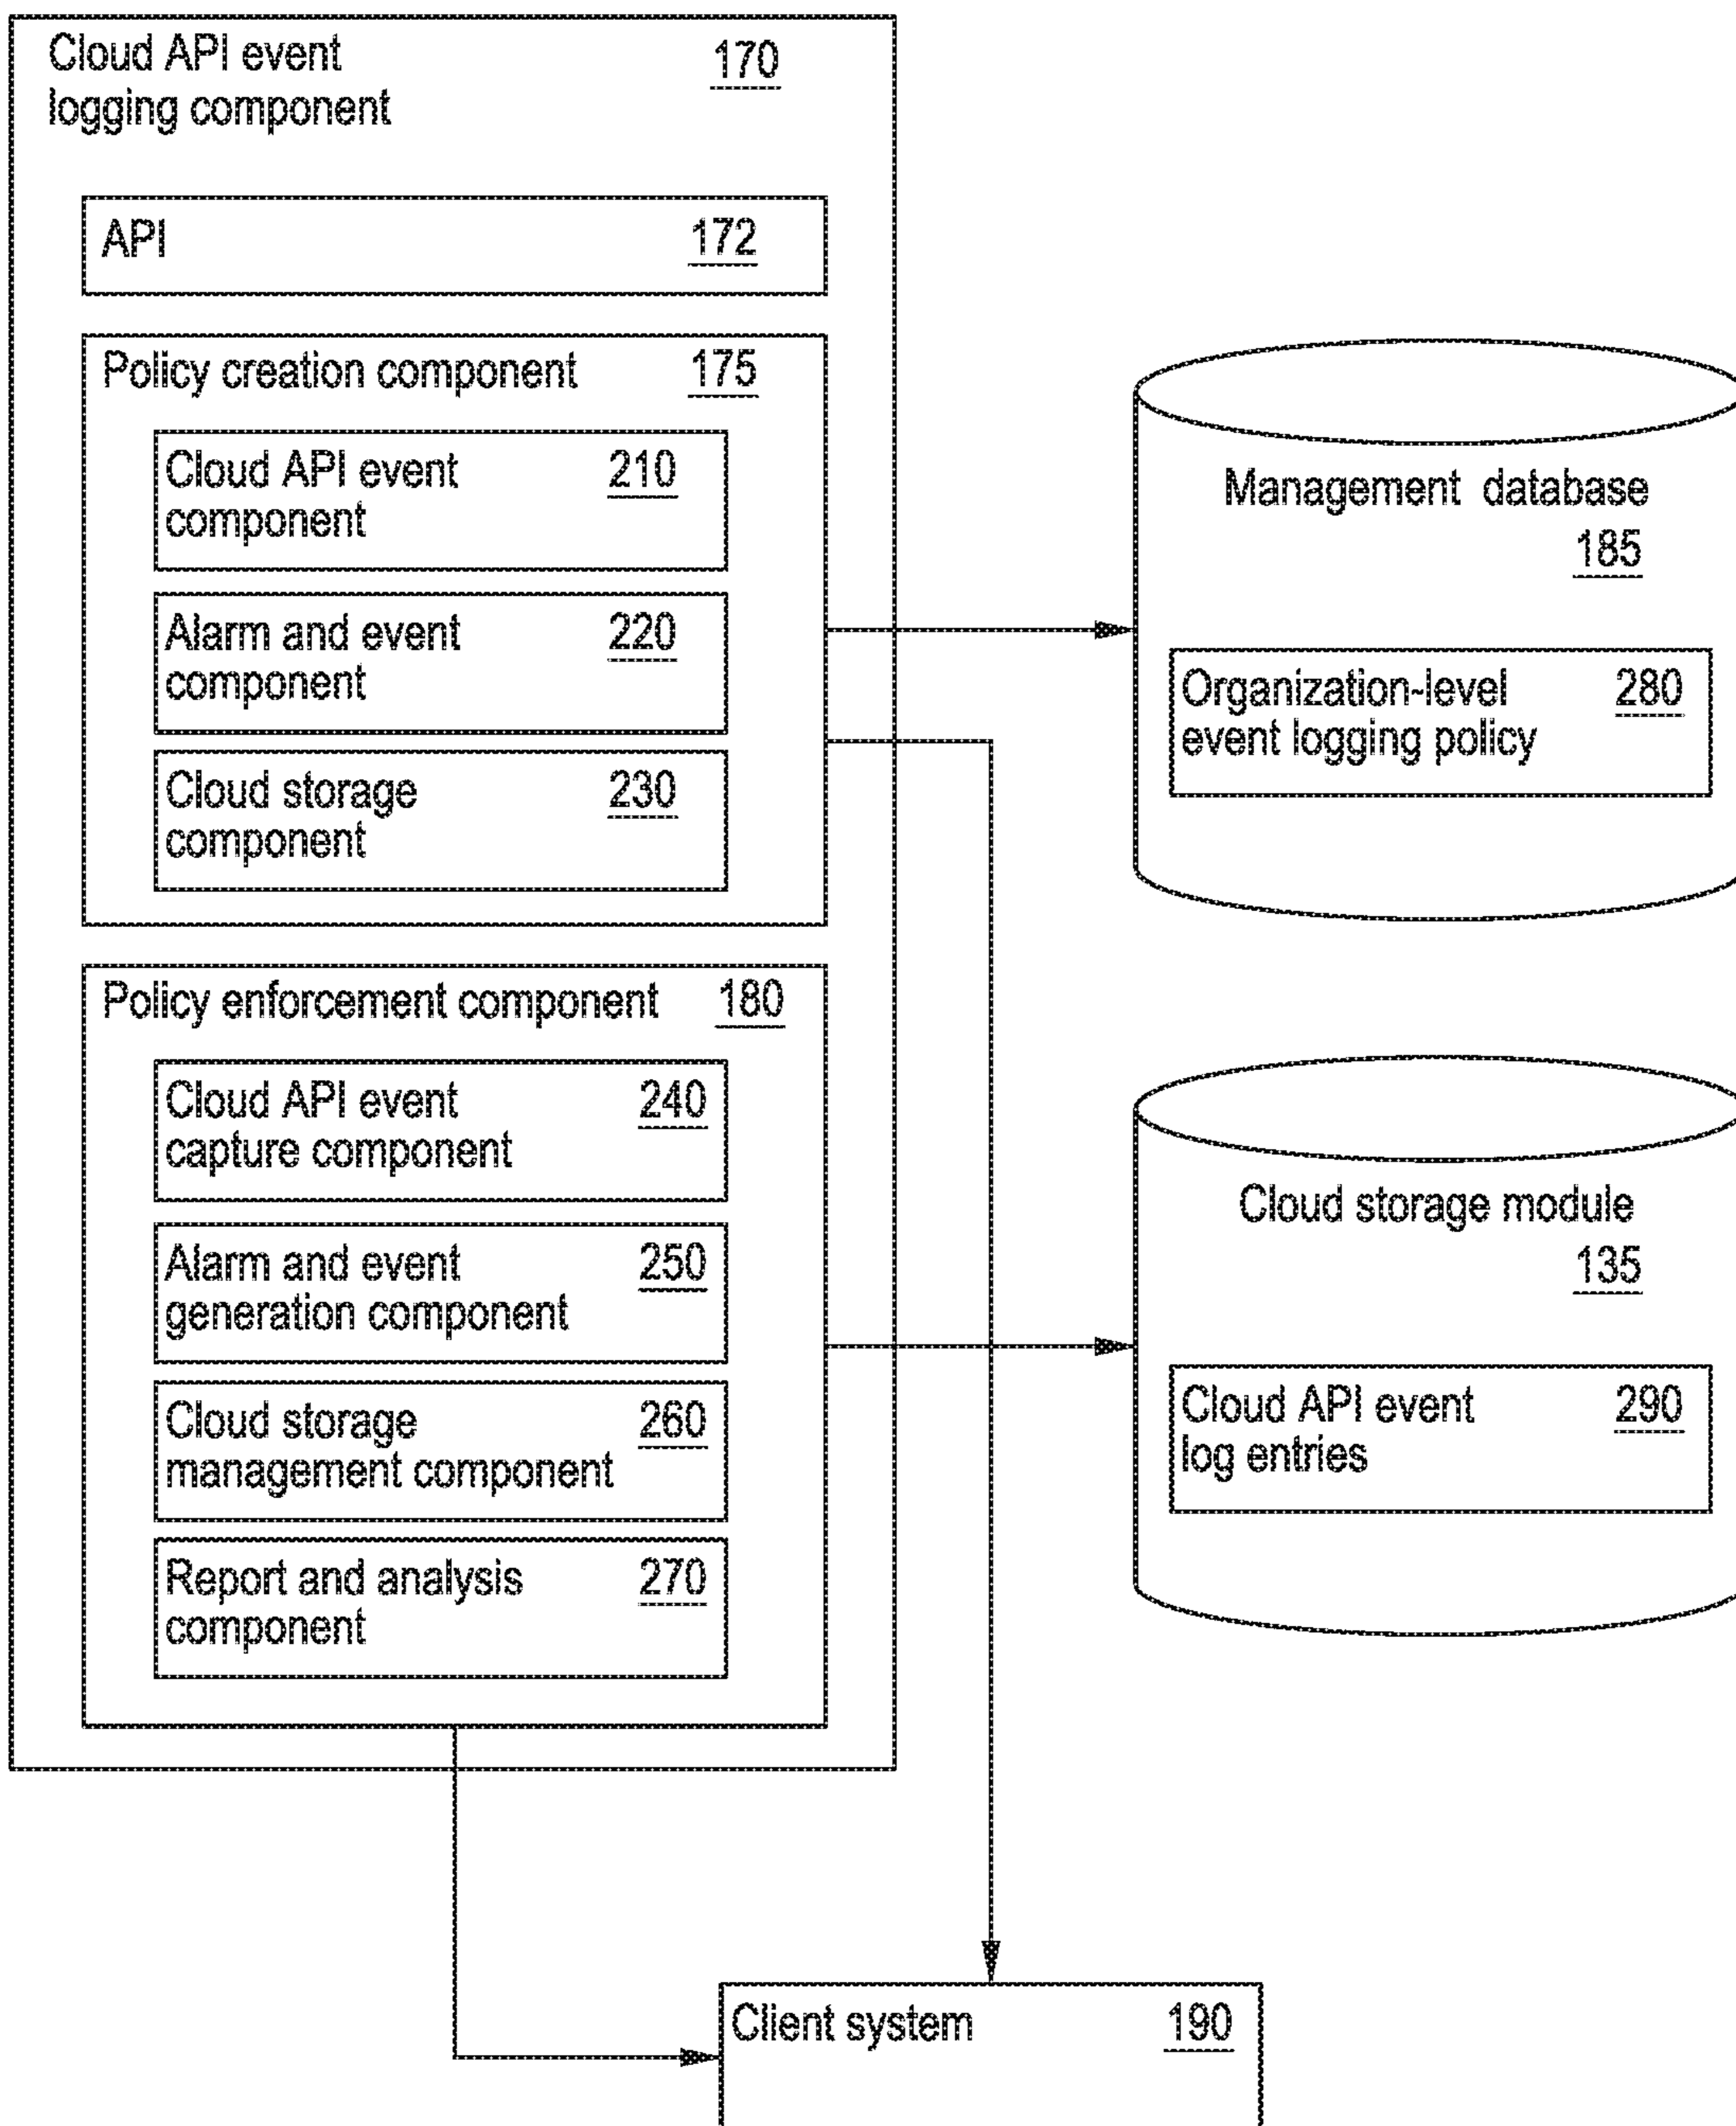 Cloud API event
logging component
170
API
172
Policy creation component
175
Cloud API event
component
210
Alarm and event
component
220
Cloud storage
component
230
Policy enforcement component
180
Cloud API event
capture component
240
Alarm and event
generation component
250
Cloud storage
management component
260
Report and analysis
component
270
Management database
185
Organization-level
event logging policy
280
Cloud storage module
135
Cloud API event
log entries
290
Client system
190